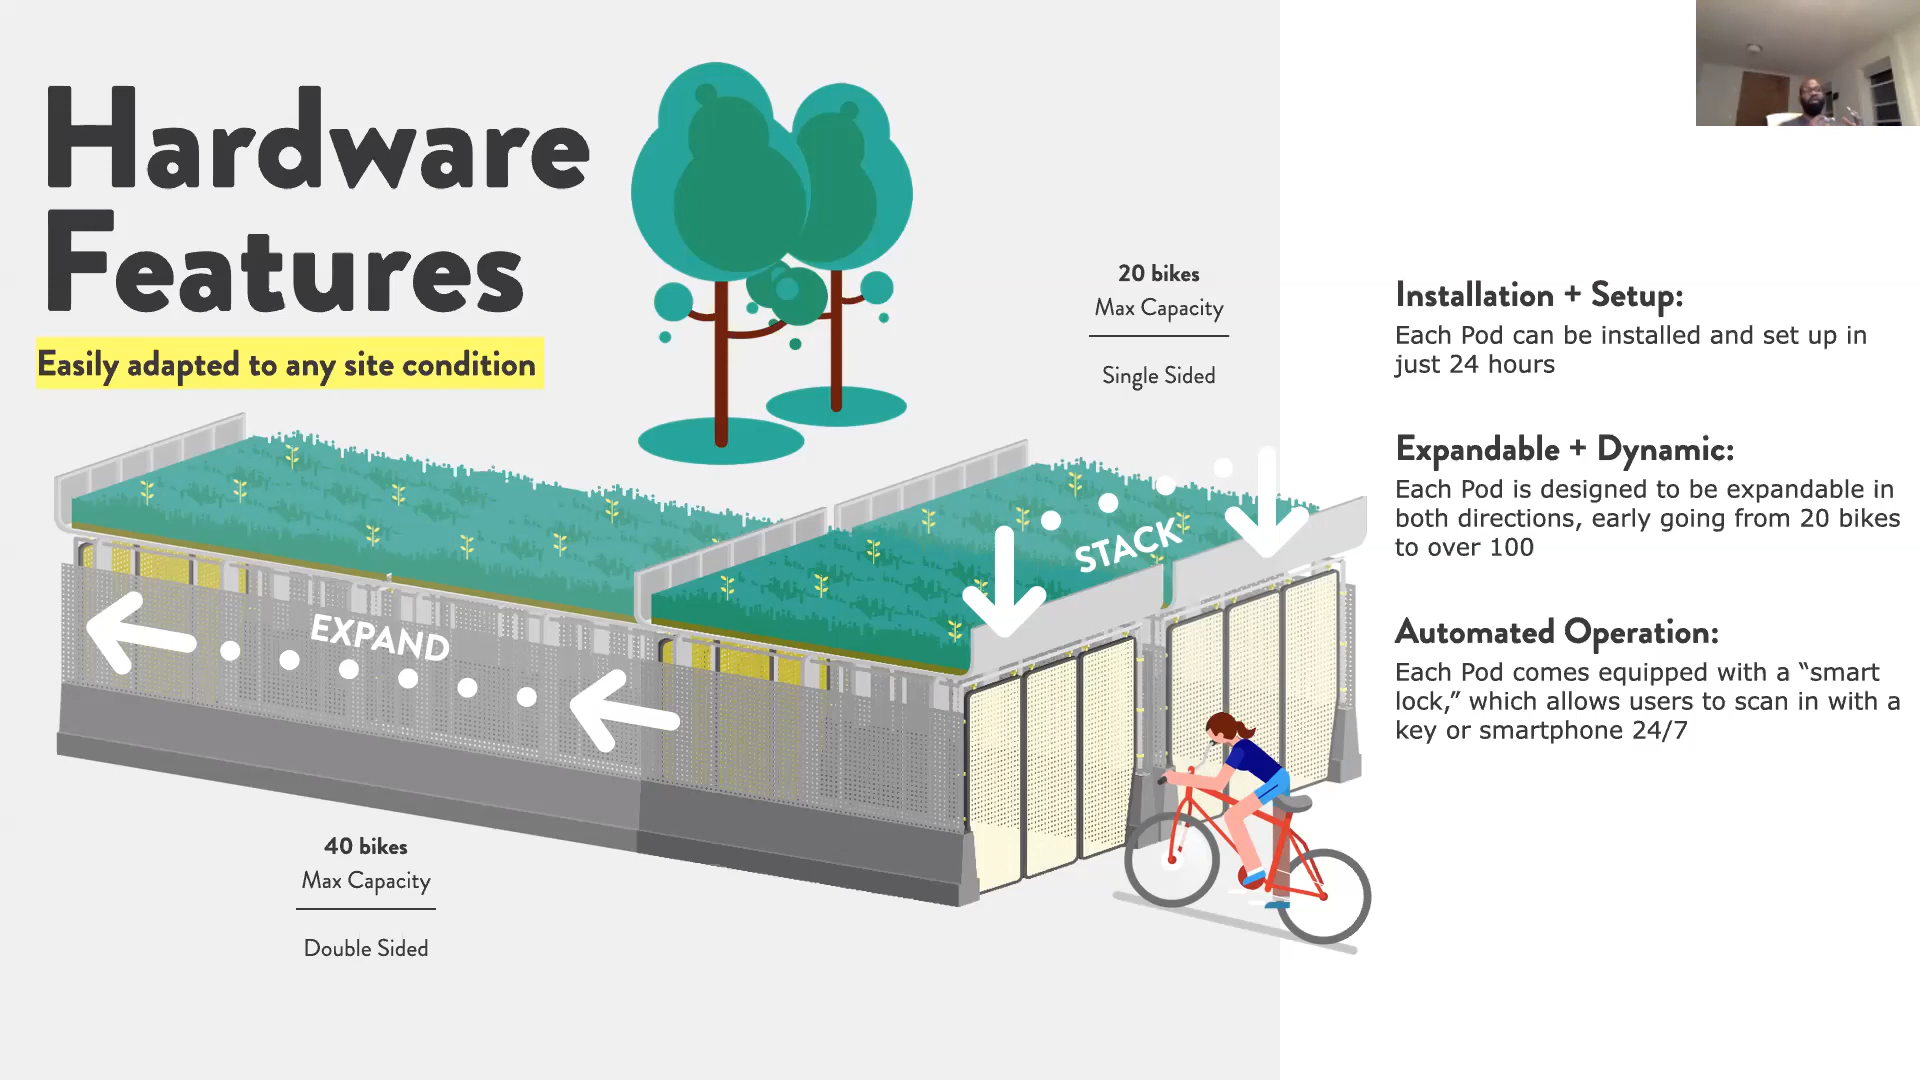 Hardware
Features
Easily adapted to any site condition
20 bikes
Max Capacity
Single Sided
STACK
EXPAND
40 bikes
Max Capacity
Double Sided
Installation + Setup:
Each Pod can be installed and set up in
just 24 hours
Expandable + Dynamic:
Each Pod is designed to be expandable in
both directions, early going from 20 bikes
to over 100
Automated Operation:
Each Pod comes equipped with a “smart
lock,” which allows users to scan in with a
key or smartphone 24/7